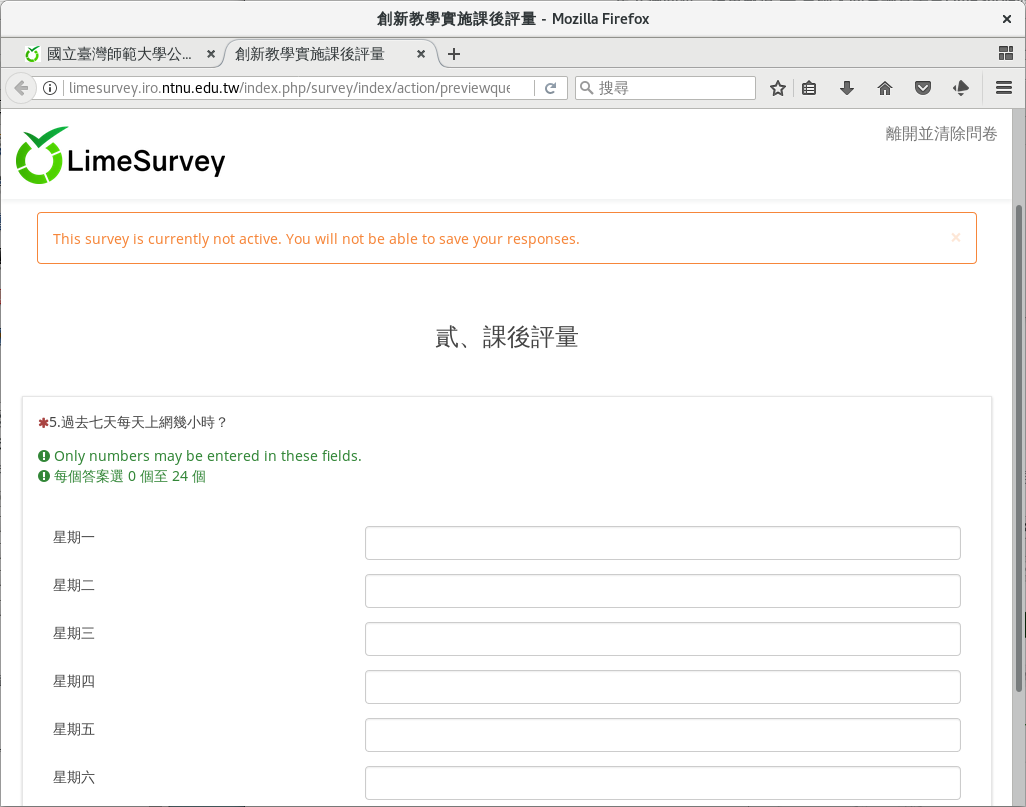 創新教學實施課後評量 - Mozilla Firefox
國立臺灣師範大學公...
創新教學實施課後評量
limesurvey.iro.ntnu.edu.tw/index.php/survey/index/action/previewque
搜尋
LimeSurvey
離開並清除問卷
This survey is currently not active. You will not be able to save your responses.
貳、課後評量
✱5.過去七天每天上網幾小時？
Only numbers may be entered in these fields.
每個答案選 0 個至 24 個
星期一
星期二
星期三
星期四
星期五
星期六